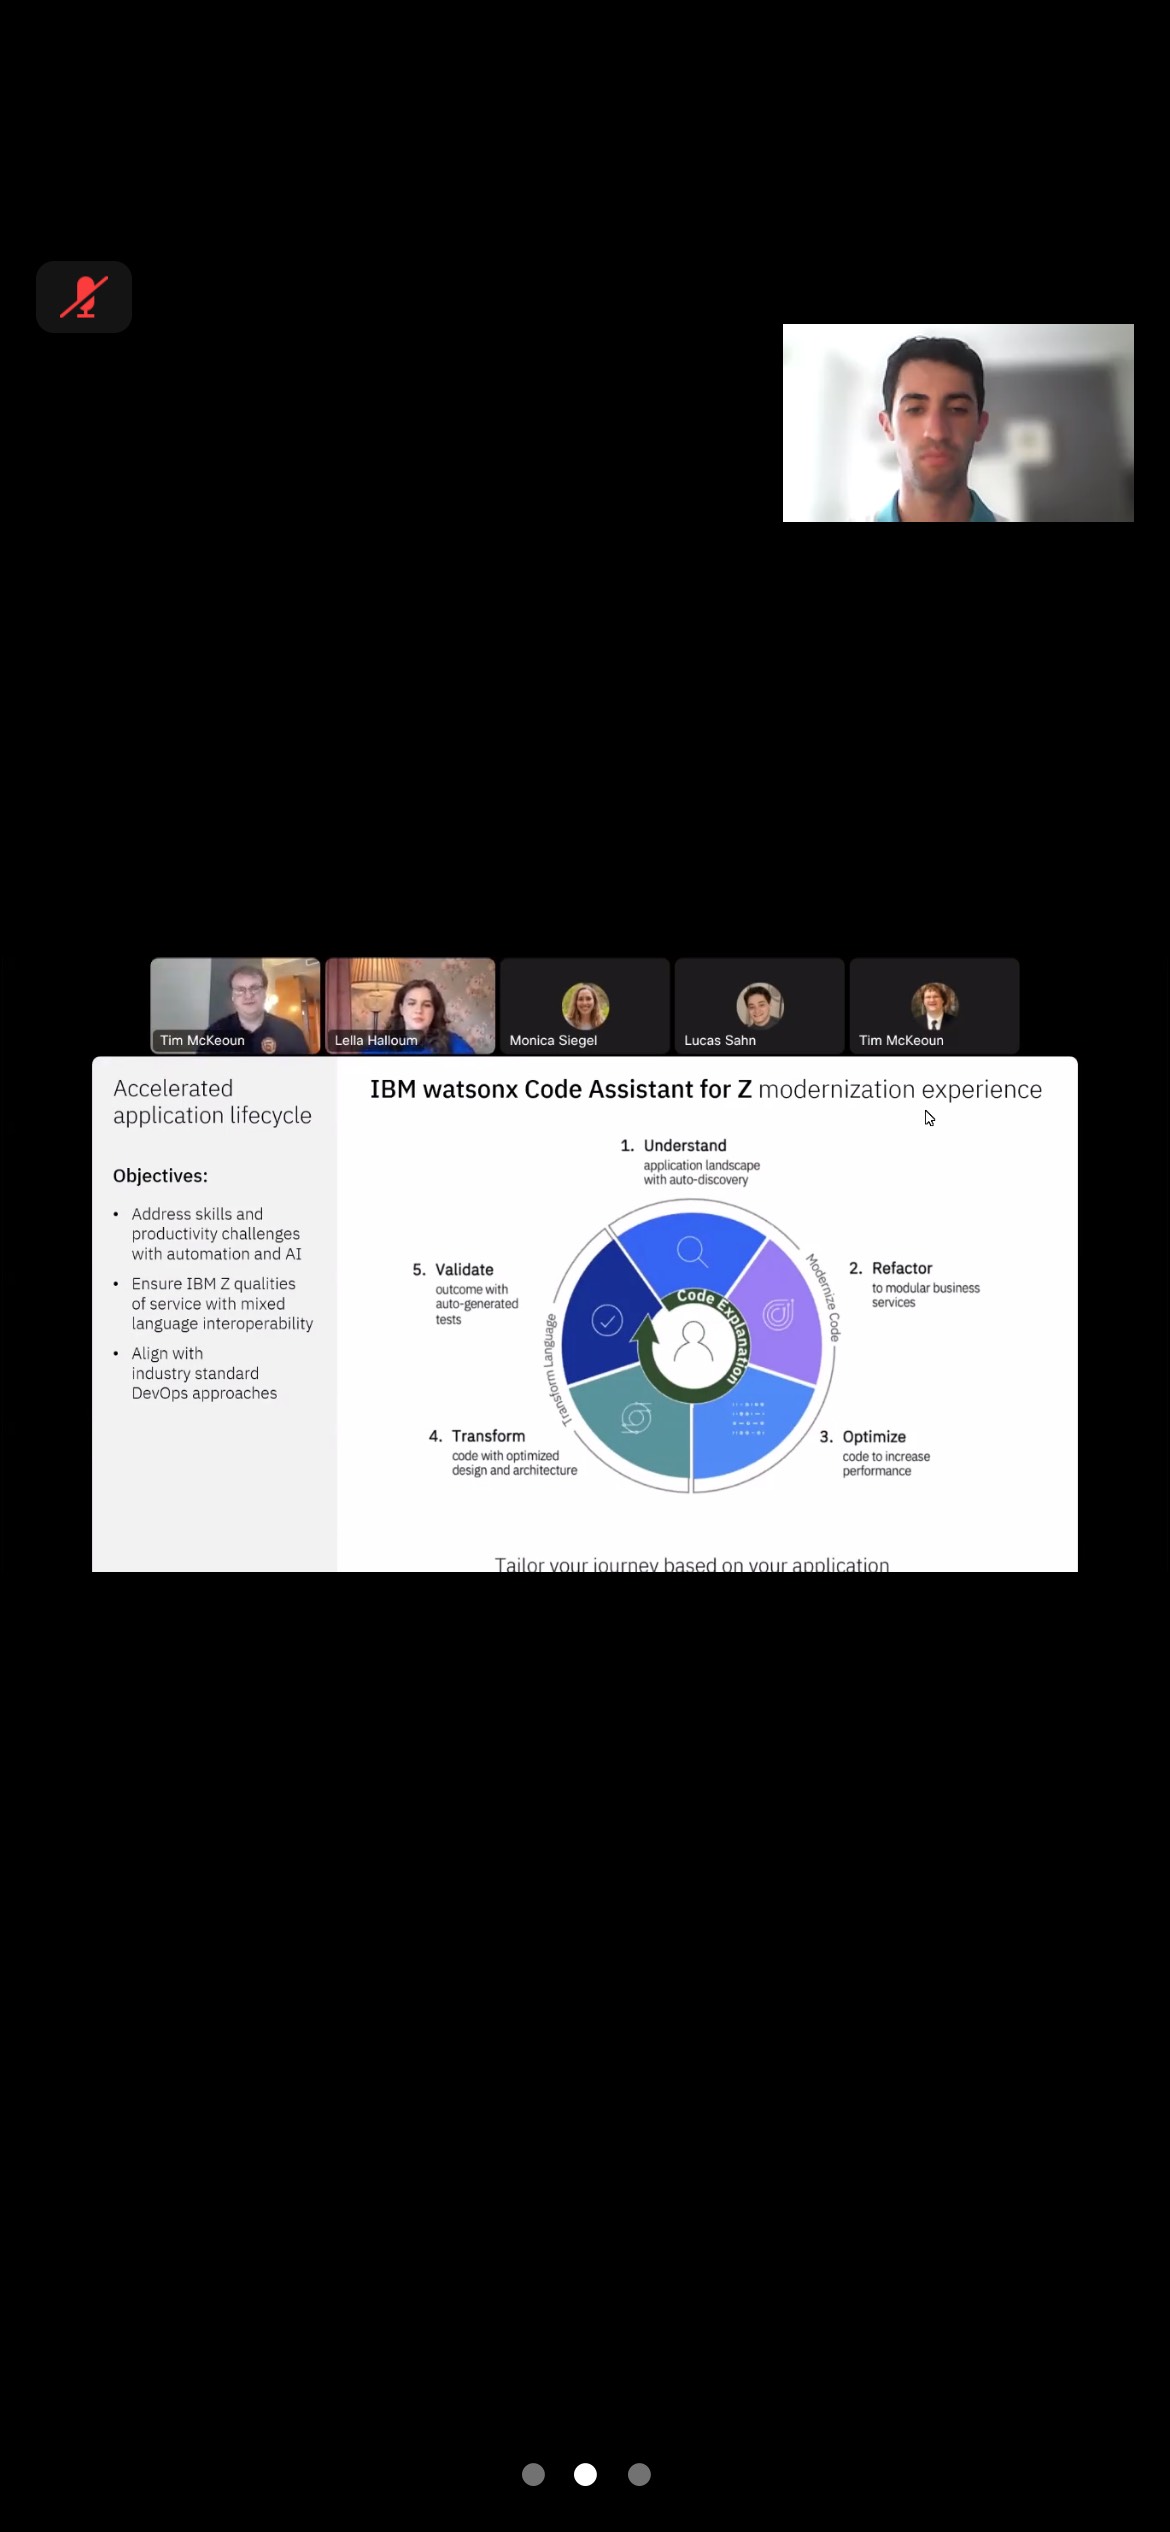 Tim McKeoun
Lella Halloum
Monica Siegel
Lucas Sahn
Tim McKeoun
Accelerated
application lifecycle
Objectives:
• Address skills and
productivity challenges
with automation and AI
• Ensure IBM Z qualities
of service with mixed
language interoperability
• Align with
industry standard
DevOps approaches
IBM watsonx Code Assistant for Z modernization experience
1. Understand
application landscape
with auto-discovery
2. Refactor
to modular business
services
3. Optimize
code to increase
performance
4. Transform
code with optimized
design and architecture
5. Validate
outcome with
auto-generated
tests
Modernize Code
Transform Language
Code Explanation
Tailor your journey based on your application